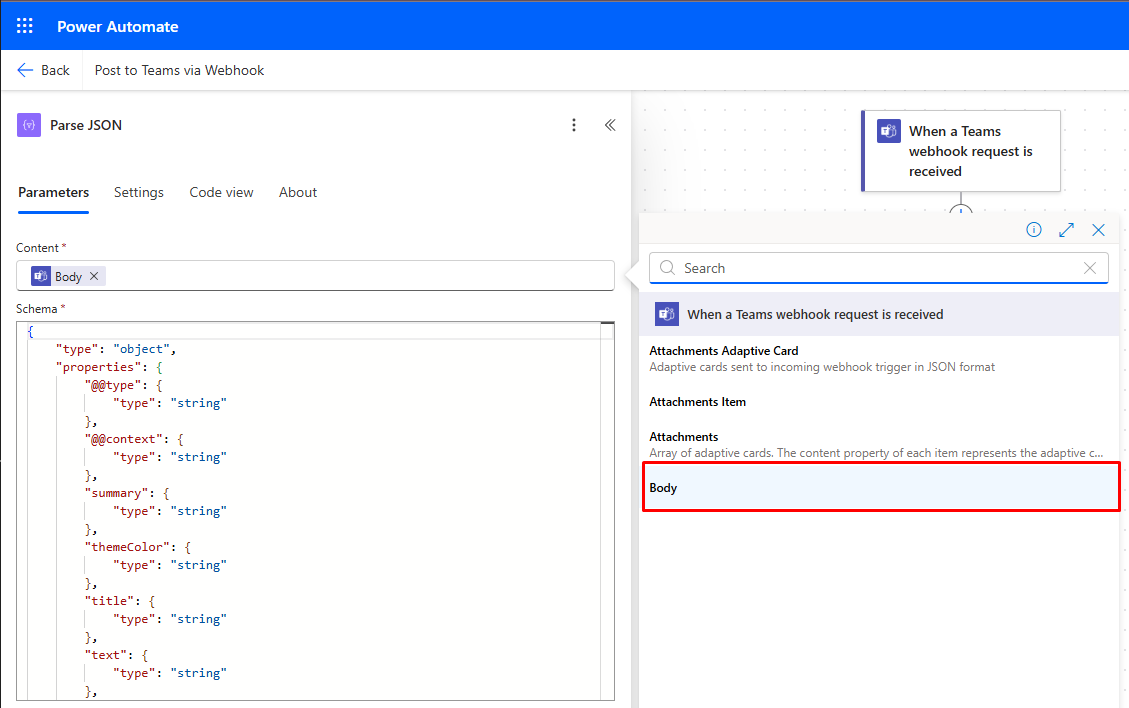 Power Automate
Back
Post to Teams via Webhook
Parse JSON
Parameters
Settings
Code view
About
Content *
Body
Schema *
{
"type": "object",
"properties": {
"@@type": {
"type": "string"
},
"@@context": {
"type": "string"
},
"summary": {
"type": "string"
},
"themeColor": {
"type": "string"
},
"title": {
"type": "string"
},
"text": {
"type": "string"
},
When a Teams
webhook request is
received
Search
When a Teams webhook request is received
Attachments Adaptive Card
Adaptive cards sent to incoming webhook trigger in JSON format
Attachments Item
Attachments
Array of adaptive cards. The content property of each item represents the adaptive c...
Body